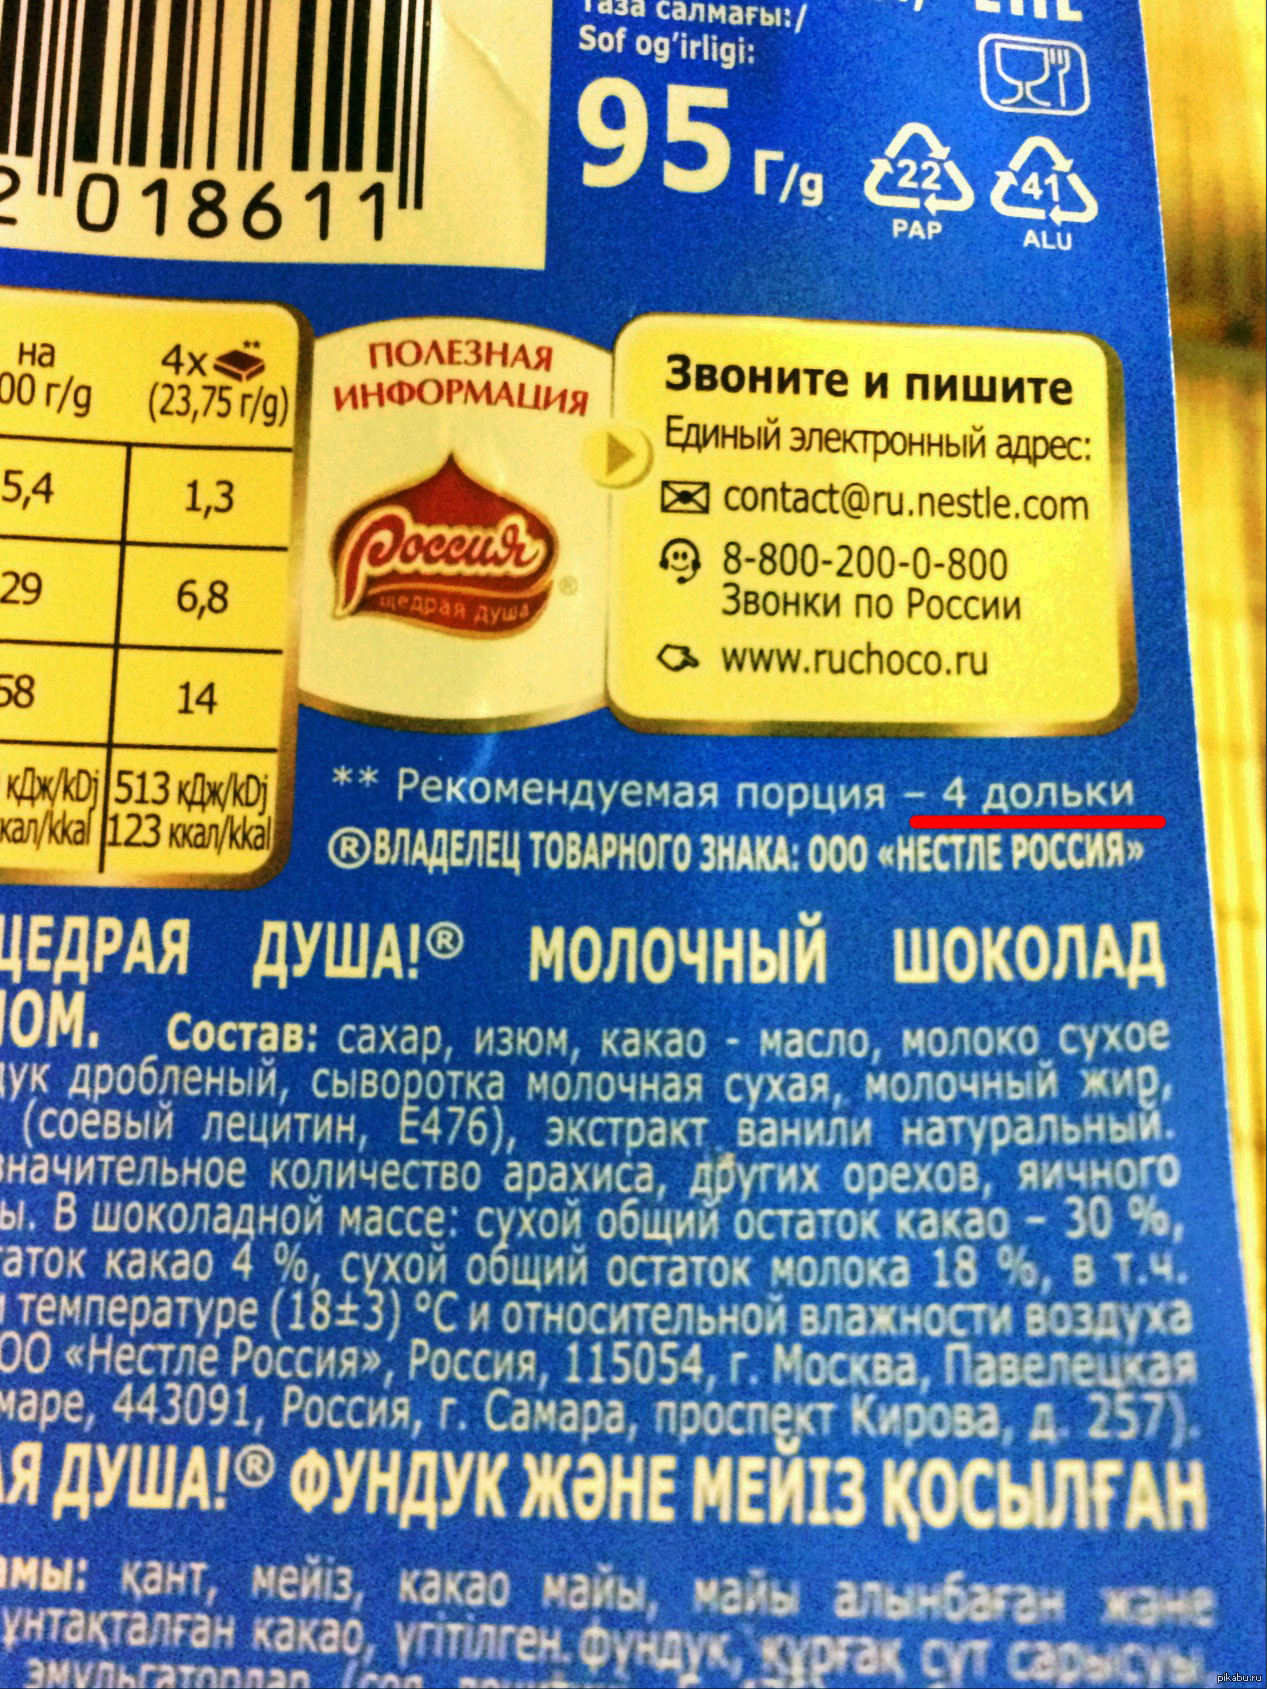 Таза салмағы:/
Sof og'irligi:
95 г/g
22
PAP
41
ALU
018611
на
00 г/g
4x **
(23,75 г/g)
5,4
1,3
29
6,8
58
14
кДж/kDj
513 кДж/kDj
кал/kkal
123 ккал/kkal
ПОЛЕЗНАЯ
ИНФОРМАЦИЯ
Россия
щедрая душа
®
Звоните и пишите
Единый электронный адрес:
contact@ru.nestle.com
8-800-200-0-800
Звонки по России
www.ruchoco.ru
** Рекомендуемая порция – 4 дольки
® ВЛАДЕЛЕЦ ТОВАРНОГО ЗНАКА: ООО «НЕСТЛЕ РОССИЯ»
ЩЕДРАЯ ДУША!® МОЛОЧНЫЙ ШОКОЛАД
ЮМ. Состав: сахар, изюм, какао - масло, молоко сухое
ук дробленый, сыворотка молочная сухая, молочный жир,
(соевый лецитин, Е476), экстракт ванили натуральный.
значительное количество арахиса, других орехов, яичного
ы. В шоколадной массе: сухой общий остаток какао – 30 %,
аток какао 4 %, сухой общий остаток молока 18 %, в т.ч.
температуре (18±3) °С и относительной влажности воздуха
ОО «Нестле Россия», Россия, 115054, г. Москва, Павелецкая
маре, 443091, Россия, г. Самара, проспект Кирова, д. 257).
АЯ ДУША!® ФУНДУК ЖӘНЕ МЕЙІЗ ҚОСЫЛҒАН
амы: қант, мейіз, какао майы, майы алынбаған және
ұнтақталған какао, үгітілген фундук, құрғақ сүт сарысуы
эмульгаторлар
pikabu.ru